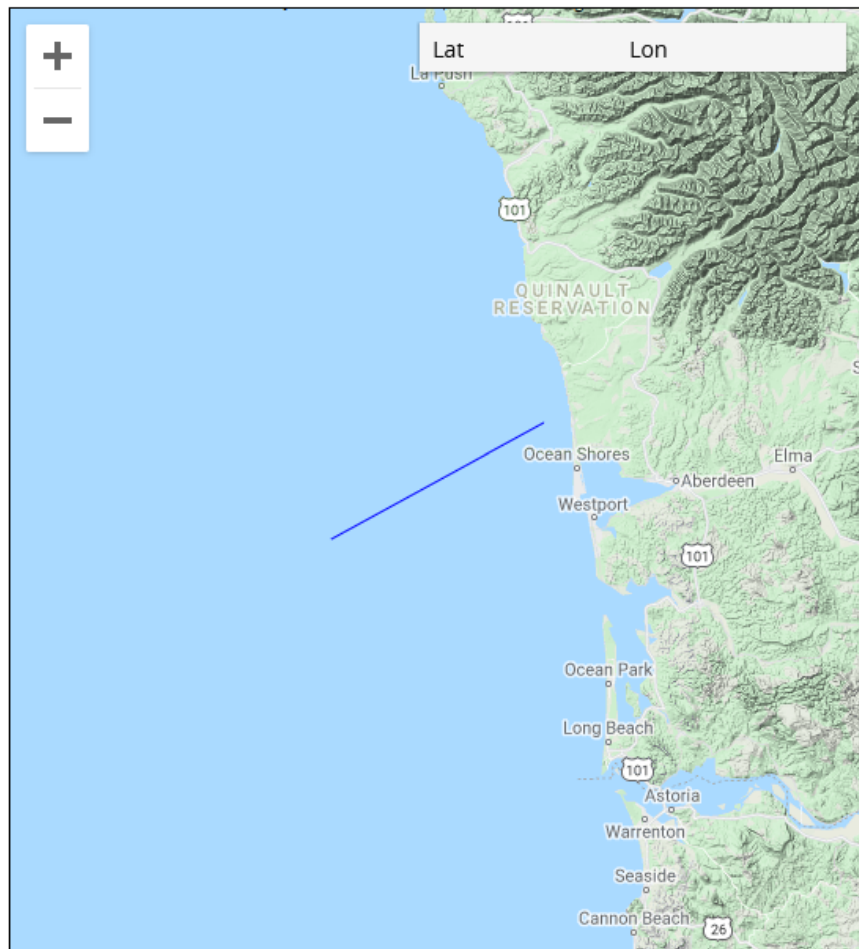 Lat Lon
La Push
101
QUINAULT
RESERVATION
Ocean Shores
Elma
Aberdeen
Westport
101
Ocean Park
Long Beach
101
Astoria
Warrenton
Seaside
Cannon Beach
26